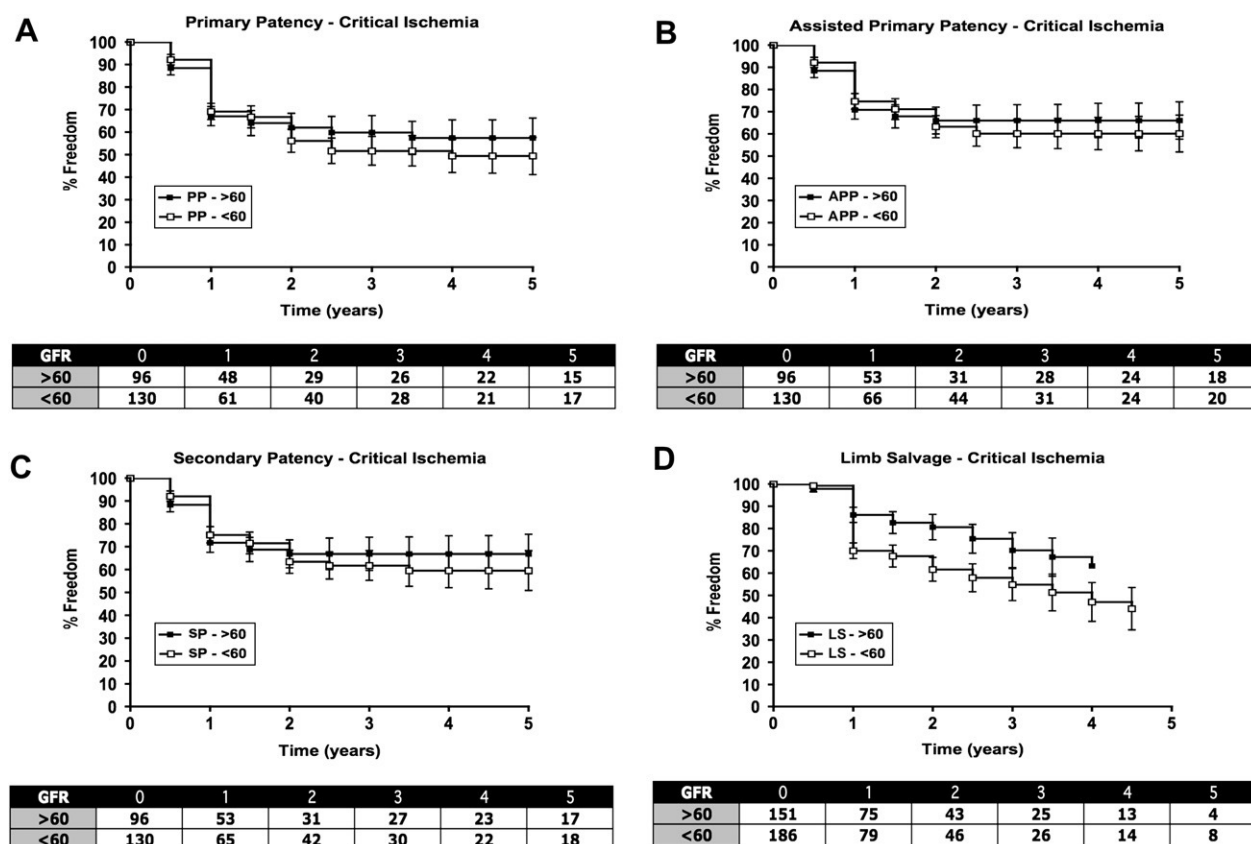 A
Primary Patency - Critical Ischemia
% Freedom
100
90
80
70
60
50
40
30
20
10
0
PP - >60
PP - <60
0 1 2 3 4 5
Time (years)
GFR 0 1 2 3 4 5
>60 96 48 29 26 22 15
<60 130 61 40 28 21 17
B
Assisted Primary Patency - Critical Ischemia
% Freedom
100
90
80
70
60
50
40
30
20
10
0
APP - >60
APP - <60
0 1 2 3 4 5
Time (years)
GFR 0 1 2 3 4 5
>60 96 53 31 28 24 18
<60 130 66 44 31 24 20
C
Secondary Patency - Critical Ischemia
% Freedom
100
90
80
70
60
50
40
30
20
10
0
SP - >60
SP - <60
0 1 2 3 4 5
Time (years)
GFR 0 1 2 3 4 5
>60 96 53 31 27 23 17
<60 130 65 42 30 22 18
D
Limb Salvage - Critical Ischemia
% Freedom
100
90
80
70
60
50
40
30
20
10
0
LS - >60
LS - <60
0 1 2 3 4 5
Time (years)
GFR 0 1 2 3 4 5
>60 151 75 43 25 13 4
<60 186 79 46 26 14 8